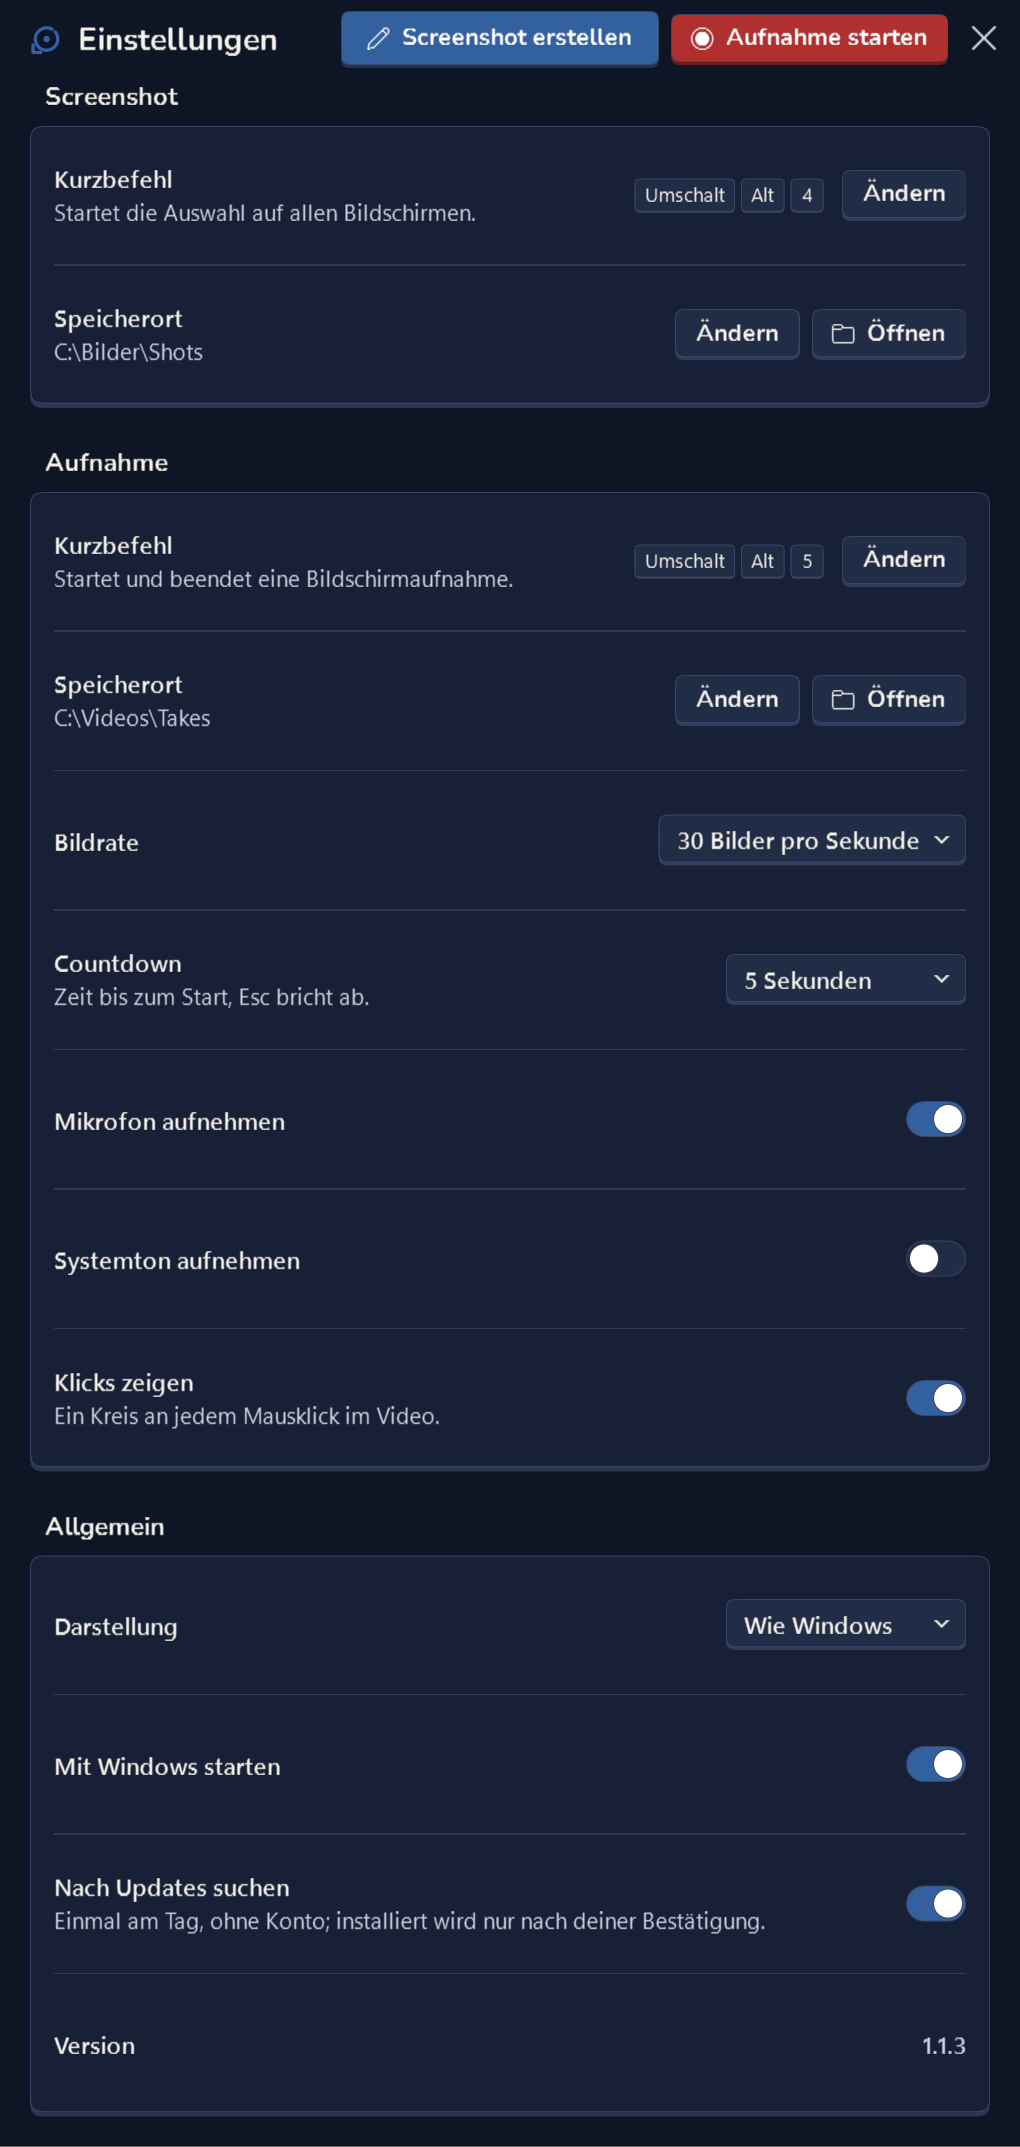 Einstellungen
Screenshot erstellen
Aufnahme starten
Screenshot
Kurzbefehl
Startet die Auswahl auf allen Bildschirmen.
Umschalt Alt 4 Ändern
Speicherort
C:\Bilder\Shots
Ändern Öffnen
Aufnahme
Kurzbefehl
Startet und beendet eine Bildschirmaufnahme.
Umschalt Alt 5 Ändern
Speicherort
C:\Videos\Takes
Ändern Öffnen
Bildrate
30 Bilder pro Sekunde
Countdown
Zeit bis zum Start, Esc bricht ab.
5 Sekunden
Mikrofon aufnehmen
Systemton aufnehmen
Klicks zeigen
Ein Kreis an jedem Mausklick im Video.
Allgemein
Darstellung
Wie Windows
Mit Windows starten
Nach Updates suchen
Einmal am Tag, ohne Konto; installiert wird nur nach deiner Bestätigung.
Version
1.1.3